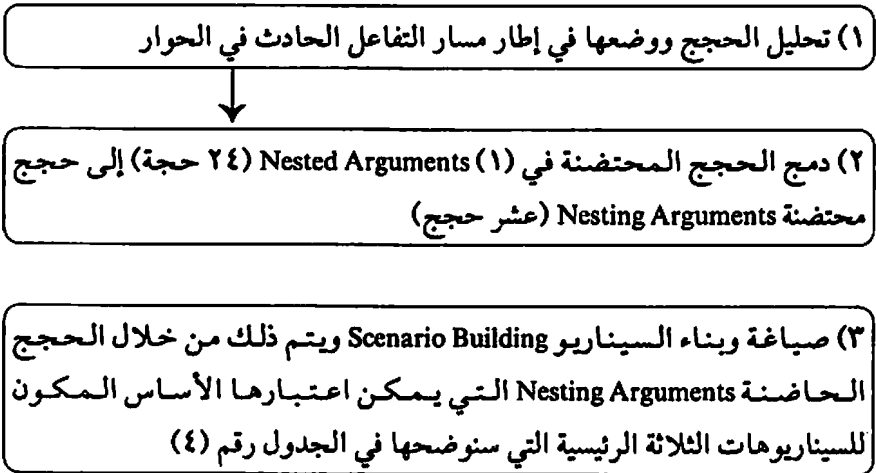 ١) تحليل الحجج ووضعها في إطار مسار التفاعل الحادث في الحوار
٢) دمج الحجج المحتضنة في (١) Nested Arguments (٢٤ حجة) إلى حجج
محتضنة Nesting Arguments (عشر حجج)
٣) صياغة وبناء السيناريو Scenario Building ويتم ذلك من خلال الحجج
الحاضنة Nesting Arguments التي يمكن اعتبارها الأساس المكون
للسيناريوهات الثلاثة الرئيسية التي سنوضحها في الجدول رقم (٤)